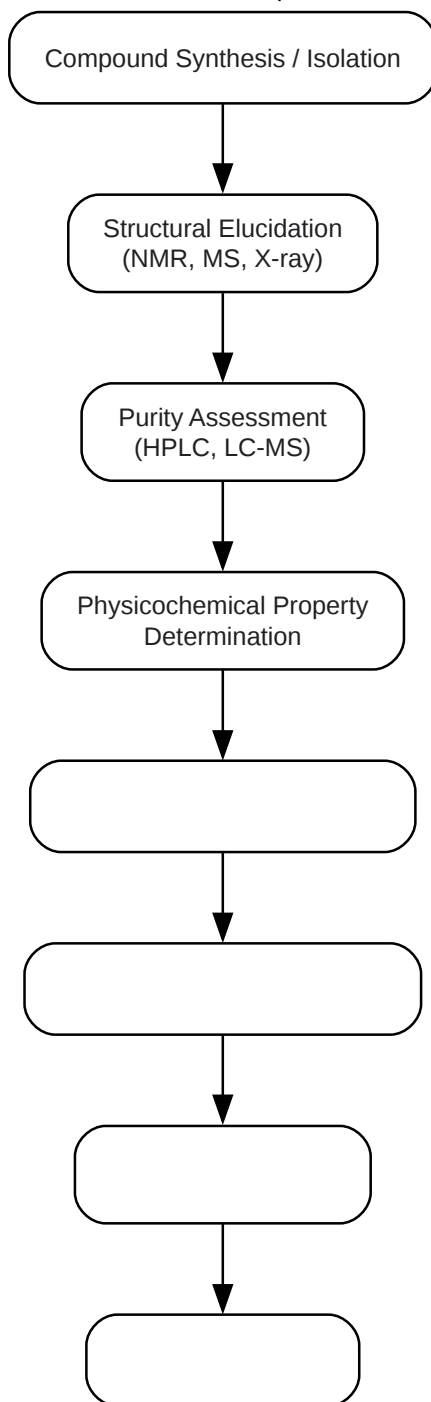 Compound Synthesis / Isolation
Structural Elucidation
(NMR, MS, X-ray)
Purity Assessment
(HPLC, LC-MS)
Physicochemical Property
Determination